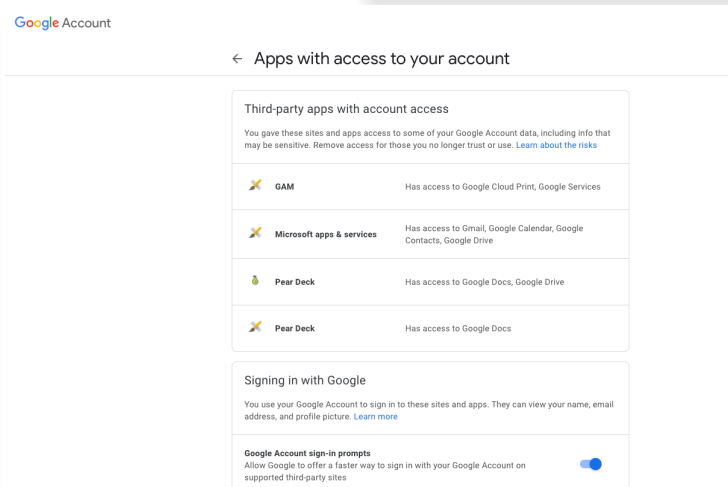 Google Account
← Apps with access to your account
Third-party apps with account access
You gave these sites and apps access to some of your Google Account data, including info that
may be sensitive. Remove access for those you no longer trust or use. Learn about the risks
GAM Has access to Google Cloud Print, Google Services
Microsoft apps & services Has access to Gmail, Google Calendar, Google
Contacts, Google Drive
Pear Deck Has access to Google Docs, Google Drive
Pear Deck Has access to Google Docs
Signing in with Google
You use your Google Account to sign in to these sites and apps. They can view your name, email
address, and profile picture. Learn more
Google Account sign-in prompts
Allow Google to offer a faster way to sign in with your Google Account on
supported third-party sites